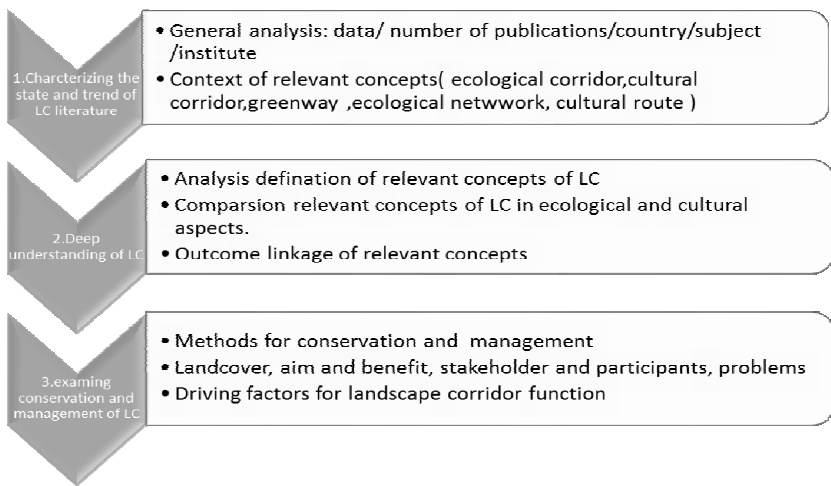 1.Charcterizing the
state and trend of
LC literature
• General analysis: data/ number of publications/country/subject
/institute
• Context of relevant concepts( ecological corridor,cultural
corridor,greenway ,ecological netwwork, cultural route )
2.Deep
understanding of LC
• Analysis defination of relevant concepts of LC
• Comparsion relevant concepts of LC in ecological and cultural
aspects.
• Outcome linkage of relevant concepts
3.examing
conservation and
management of LC
• Methods for conservation and management
• Landcover, aim and benefit, stakeholder and participants, problems
• Driving factors for landscape corridor function